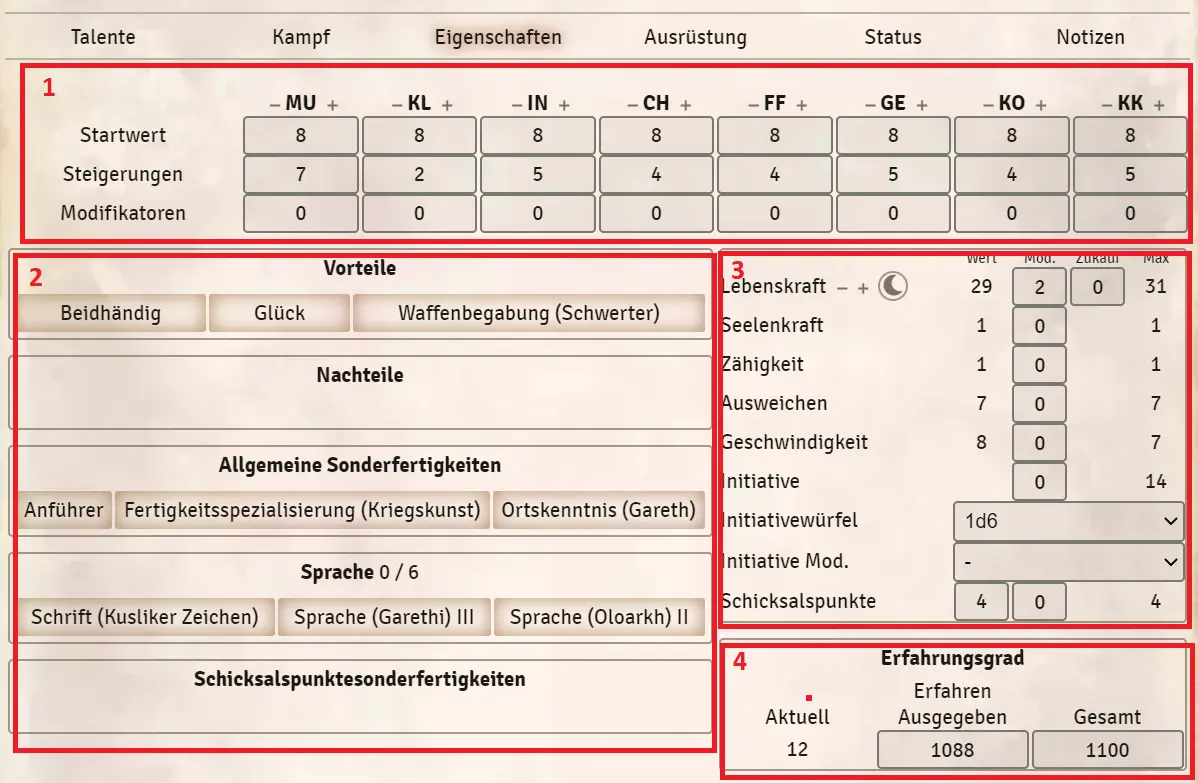 Talente Kampf Eigenschaften Ausrüstung Status Notizen
1
– MU + – KL + – IN + – CH + – FF + – GE + – KO + – KK +
Startwert 8 8 8 8 8 8 8 8
Steigerungen 7 2 5 4 4 5 4 5
Modifikatoren 0 0 0 0 0 0 0 0
2
Vorteile
Beidhändig Glück Waffenbegabung (Schwerter)
Nachteile
Allgemeine Sonderfertigkeiten
Anführer Fertigkeitsspezialisierung (Kriegskunst) Ortskenntnis (Gareth)
Sprache 0 / 6
Schrift (Kusliker Zeichen) Sprache (Garethi) III Sprache (Oloarkh) II
Schicksalspunktesonderfertigkeiten
3
Wert Mod. Zukauf Max
Lebenskraft – + 29 2 0 31
Seelenkraft 1 0 1
Zähigkeit 1 0 1
Ausweichen 7 0 7
Geschwindigkeit 8 0 7
Initiative 0 14
Initiativewürfel 1d6
Initiative Mod. -
Schicksalspunkte 4 0 4
4
Erfahrungsgrad
Erfahren
Aktuell Ausgegeben Gesamt
12 1088 1100